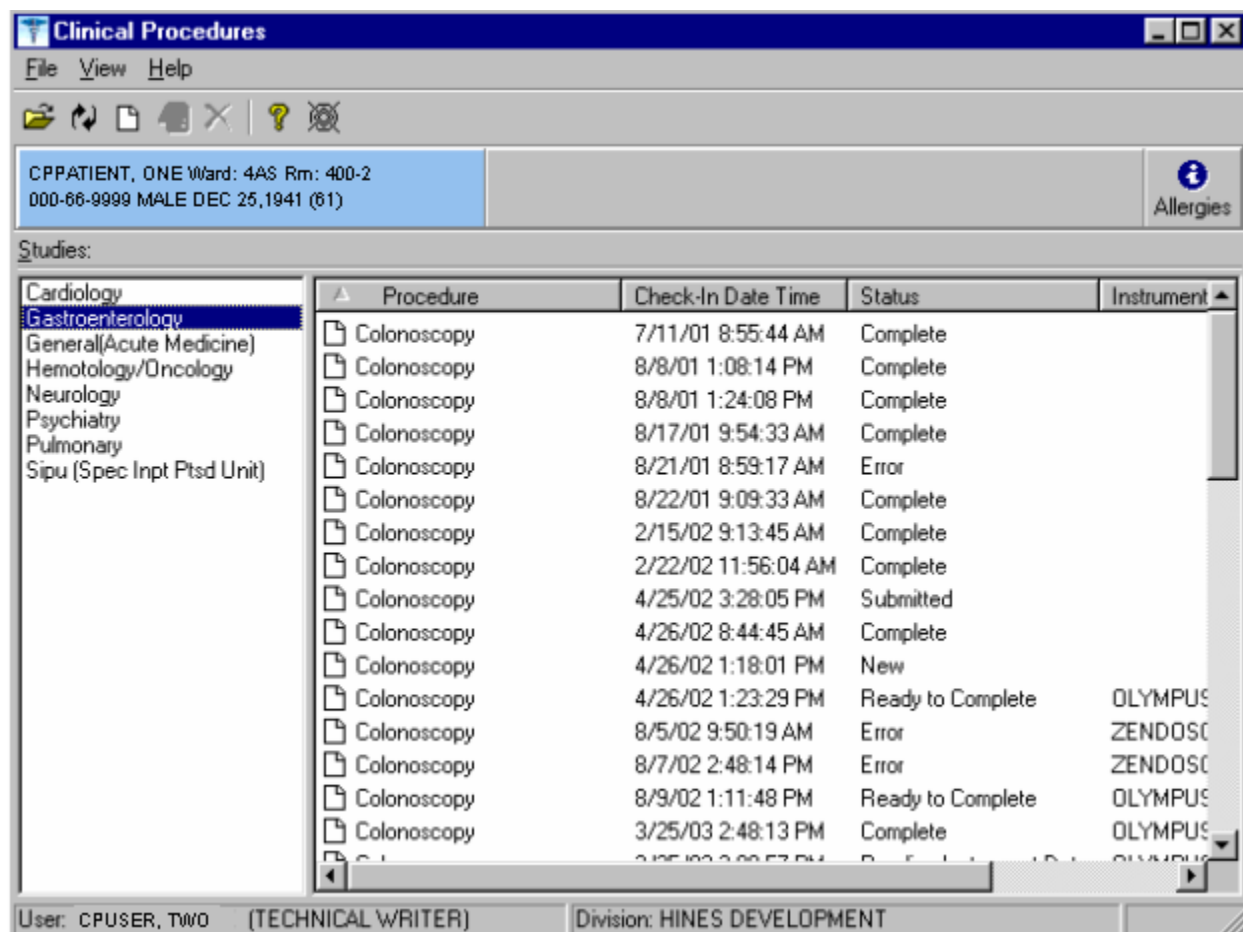 Clinical Procedures
File View Help
CPPATIENT, ONE Ward: 4AS Rm: 400-2
000-66-9999 MALE DEC 25,1941 (61)
Allergies
Studies:
Cardiology
Gastroenterology
General(Acute Medicine)
Hemotology/Oncology
Neurology
Psychiatry
Pulmonary
Sipu (Spec Inpt Ptsd Unit)
Procedure Check-In Date Time Status Instrument
Colonoscopy 7/11/01 8:55:44 AM Complete
Colonoscopy 8/8/01 1:08:14 PM Complete
Colonoscopy 8/8/01 1:24:08 PM Complete
Colonoscopy 8/17/01 9:54:33 AM Complete
Colonoscopy 8/21/01 8:59:17 AM Error
Colonoscopy 8/22/01 9:09:33 AM Complete
Colonoscopy 2/15/02 9:13:45 AM Complete
Colonoscopy 2/22/02 11:56:04 AM Complete
Colonoscopy 4/25/02 3:28:05 PM Submitted
Colonoscopy 4/26/02 8:44:45 AM Complete
Colonoscopy 4/26/02 1:18:01 PM New
Colonoscopy 4/26/02 1:23:29 PM Ready to Complete OLYMPUS
Colonoscopy 8/5/02 9:50:19 AM Error ZENDOSC
Colonoscopy 8/7/02 2:48:14 PM Error ZENDOSC
Colonoscopy 8/9/02 1:11:48 PM Ready to Complete OLYMPUS
Colonoscopy 3/25/03 2:48:13 PM Complete OLYMPUS
User: CPUSER, TWO (TECHNICAL WRITER) Division: HINES DEVELOPMENT